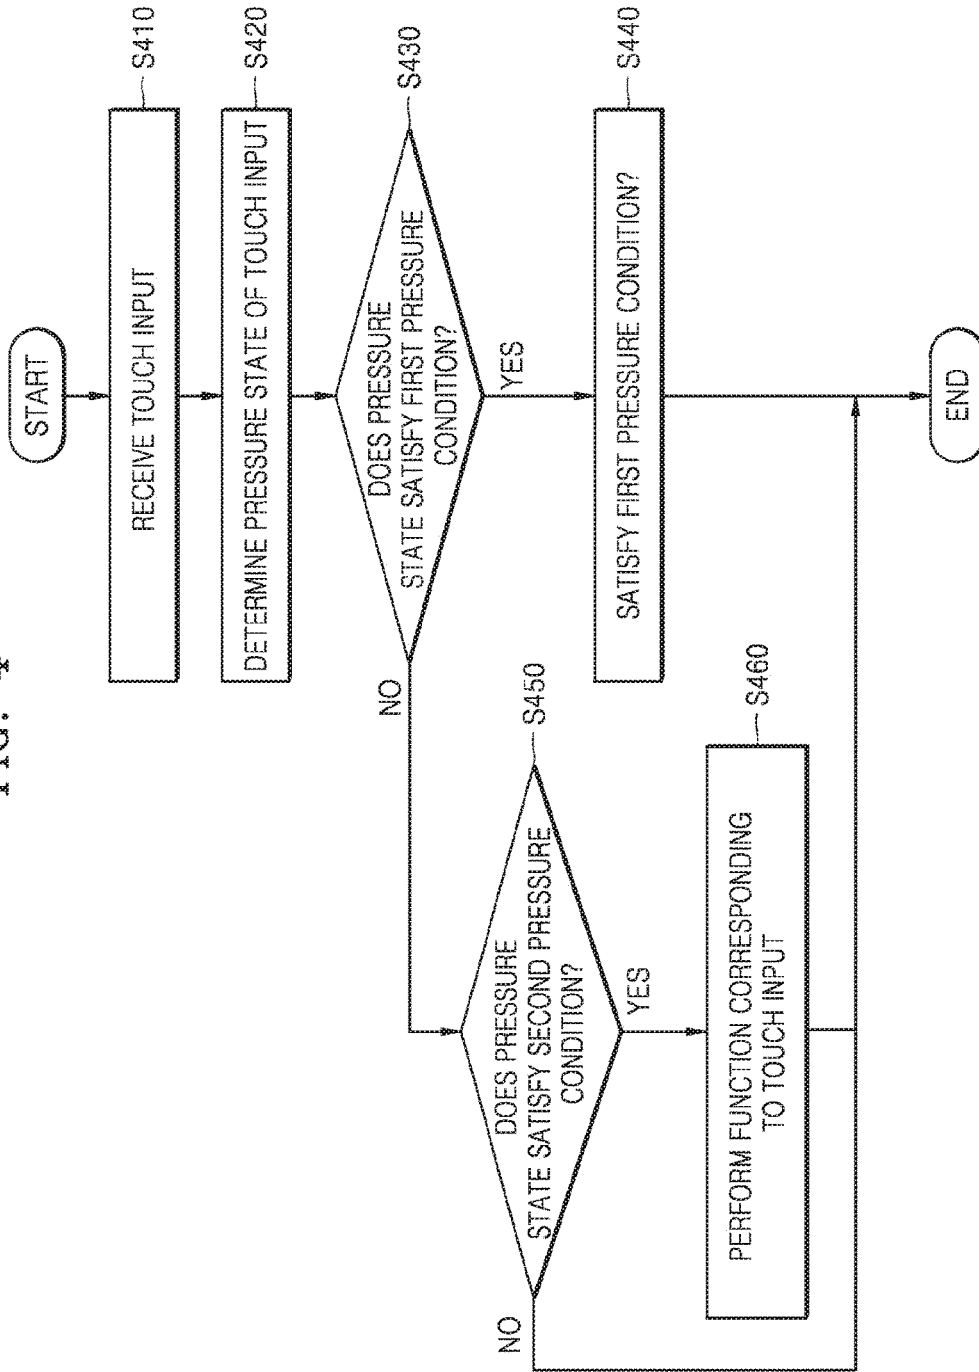 FIG. 4
START
RECEIVE TOUCH INPUT
S410
DETERMINE PRESSURE STATE OF TOUCH INPUT
S420
DOES PRESSURE
STATE SATISFY FIRST PRESSURE
CONDITION?
S430
NO
YES
SATISFY FIRST PRESSURE CONDITION?
S440
DOES PRESSURE
STATE SATISFY SECOND PRESSURE
CONDITION?
S450
NO
YES
PERFORM FUNCTION CORRESPONDING
TO TOUCH INPUT
S460
END